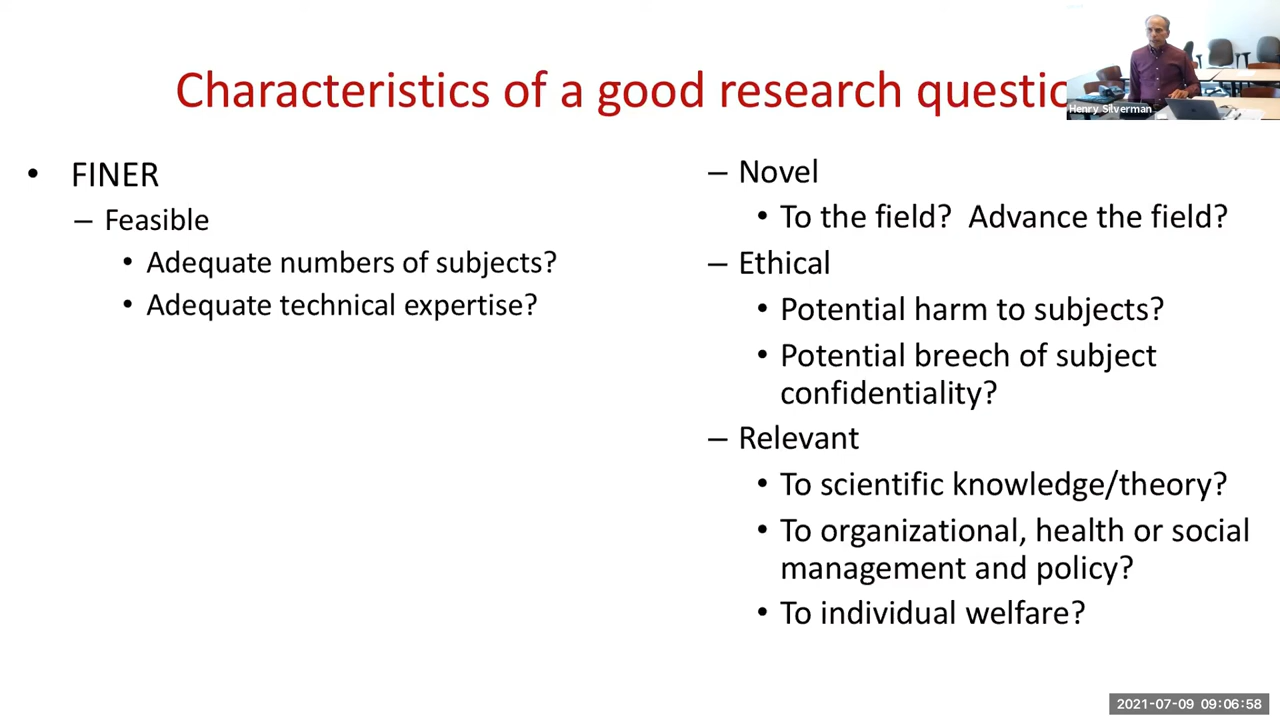 Characteristics of a good research questio
Henry Silverman
• FINER
– Feasible
• Adequate numbers of subjects?
• Adequate technical expertise?
– Novel
• To the field? Advance the field?
– Ethical
• Potential harm to subjects?
• Potential breech of subject
confidentiality?
– Relevant
• To scientific knowledge/theory?
• To organizational, health or social
management and policy?
• To individual welfare?
2021-07-09 09:06:58